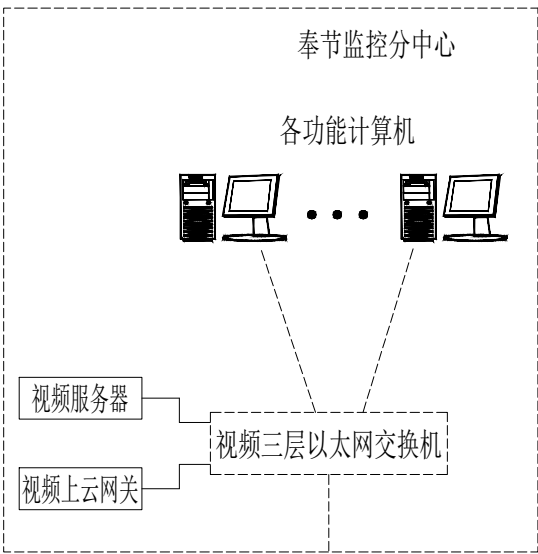 奉节监控分中心
各功能计算机
视频服务器
视频三层以太网交换机
视频上云网关